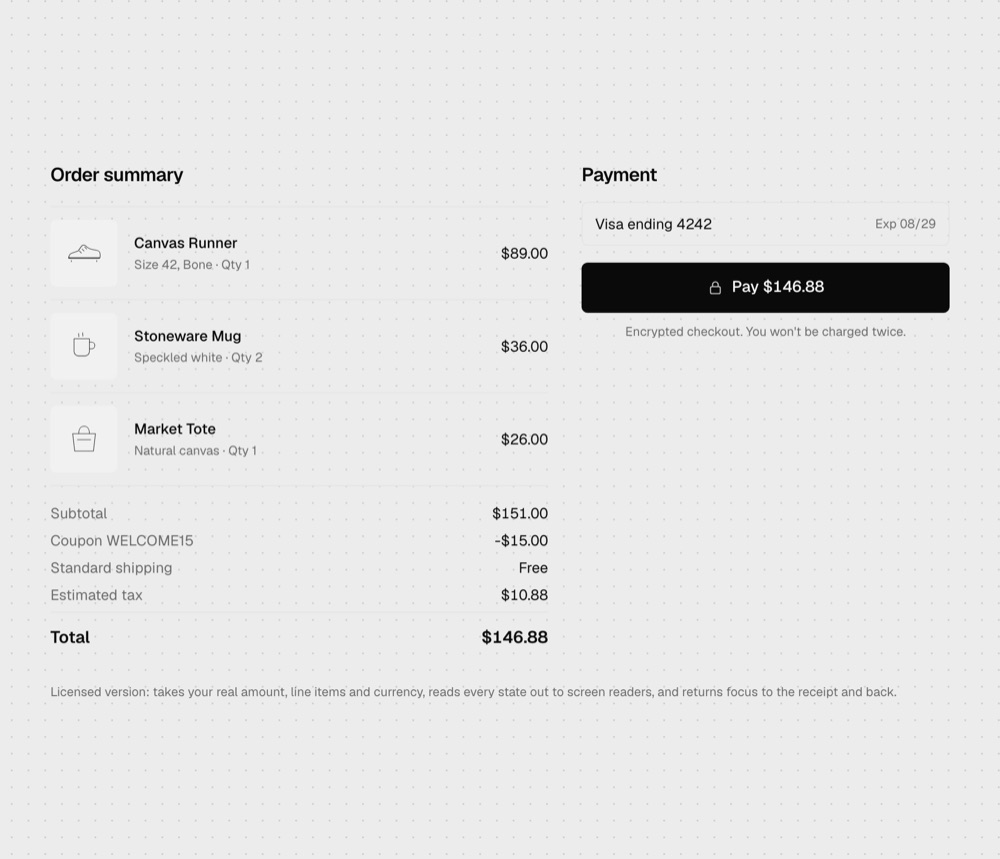 Order summary
Canvas Runner
Size 42, Bone · Qty 1
$89.00
Stoneware Mug
Speckled white · Qty 2
$36.00
Market Tote
Natural canvas · Qty 1
$26.00
Subtotal $151.00
Coupon WELCOME15 -$15.00
Standard shipping Free
Estimated tax $10.88
Total $146.88
Payment
Visa ending 4242 Exp 08/29
Pay $146.88
Encrypted checkout. You won't be charged twice.
Licensed version: takes your real amount, line items and currency, reads every state out to screen readers, and returns focus to the receipt and back.